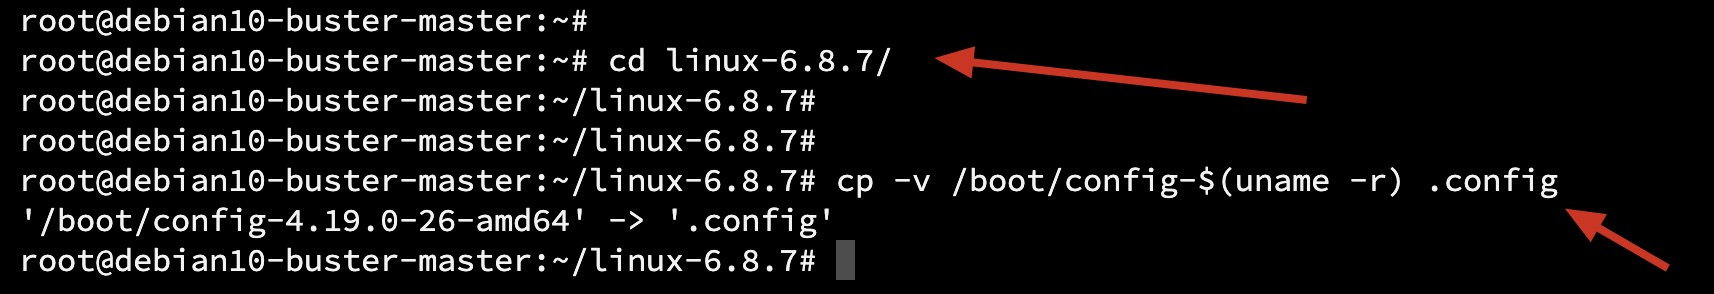 root@debian10-buster-master:~#
root@debian10-buster-master:~# cd linux-6.8.7/
root@debian10-buster-master:~/linux-6.8.7#
root@debian10-buster-master:~/linux-6.8.7#
root@debian10-buster-master:~/linux-6.8.7# cp -v /boot/config-$(uname -r) .config
'/boot/config-4.19.0-26-amd64' -> '.config'
root@debian10-buster-master:~/linux-6.8.7#